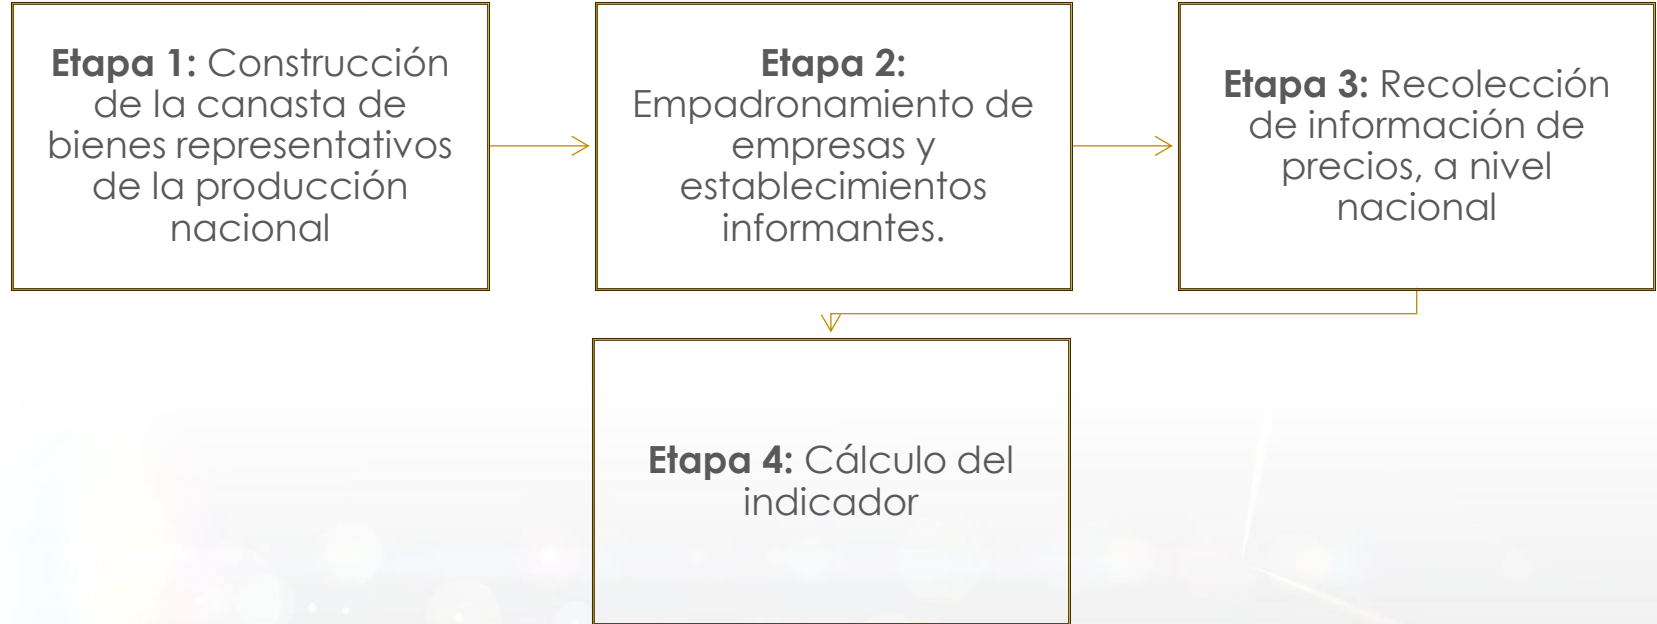 Etapa 1: Construcción
de la canasta de
bienes representativos
de la producción
nacional
Etapa 2:
Empadronamiento de
empresas y
establecimientos
informantes.
Etapa 3: Recolección
de información de
precios, a nivel
nacional
Etapa 4: Cálculo del
indicador